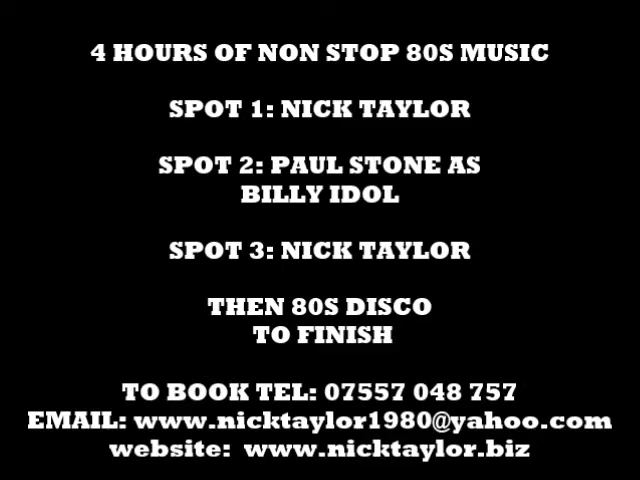 4 HOURS OF NON STOP 80S MUSIC
SPOT 1: NICK TAYLOR
SPOT 2: PAUL STONE AS
BILLY IDOL
SPOT 3: NICK TAYLOR
THEN 80S DISCO
TO FINISH
TO BOOK TEL: 07557 048 757
EMAIL: www.nicktaylor1980@yahoo.com
website: www.nicktaylor.biz